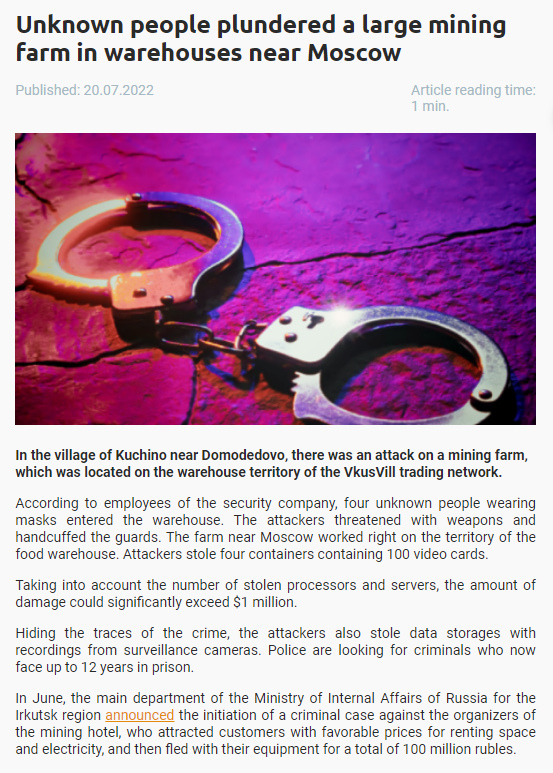 Unknown people plundered a large mining
farm in warehouses near Moscow
Published: 20.07.2022
Article reading time:
1 min.
In the village of Kuchino near Domodedovo, there was an attack on a mining farm,
which was located on the warehouse territory of the VkusVill trading network.
According to employees of the security company, four unknown people wearing
masks entered the warehouse. The attackers threatened with weapons and
handcuffed the guards. The farm near Moscow worked right on the territory of the
food warehouse. Attackers stole four containers containing 100 video cards.
Taking into account the number of stolen processors and servers, the amount of
damage could significantly exceed $1 million.
Hiding the traces of the crime, the attackers also stole data storages with
recordings from surveillance cameras. Police are looking for criminals who now
face up to 12 years in prison.
In June, the main department of the Ministry of Internal Affairs of Russia for the
Irkutsk region announced the initiation of a criminal case against the organizers of
the mining hotel, who attracted customers with favorable prices for renting space
and electricity, and then fled with their equipment for a total of 100 million rubles.